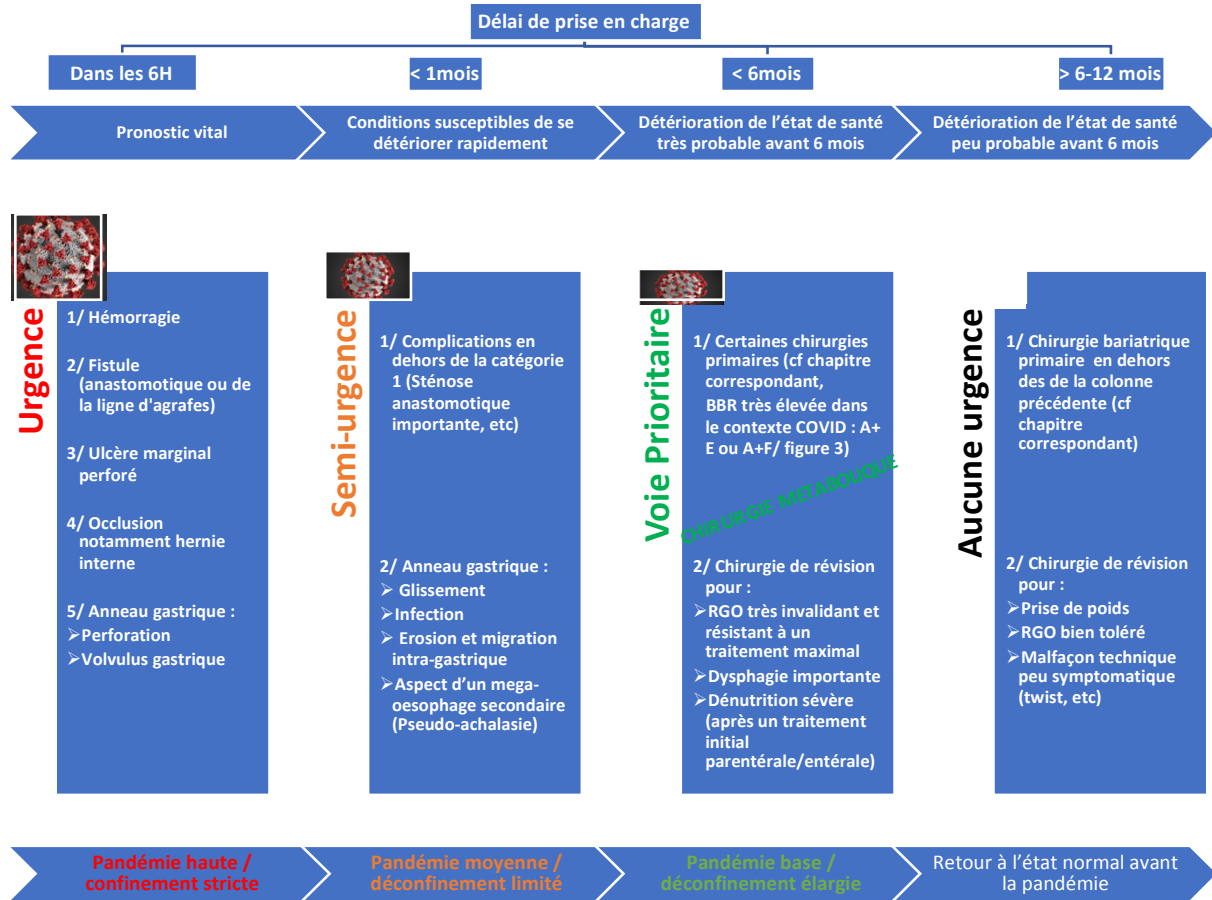 Délai de prise en charge
Dans les 6H
< 1mois
< 6mois
> 6-12 mois
Pronostic vital
Conditions susceptibles de se
détériorer rapidement
Détérioration de l'état de santé
très probable avant 6 mois
Détérioration de l'état de santé
peu probable avant 6 mois
Urgence
1/ Hémorragie
2/ Fistule
(anastomotique ou de
la ligne d'agrafes)
3/ Ulcère marginal
perforé
4/ Occlusion
notamment hernie
interne
5/ Anneau gastrique :
➢Perforation
➢Volvulus gastrique
Semi-urgence
1/ Complications en
dehors de la catégorie
1 (Sténose
anastomotique
importante, etc)
2/ Anneau gastrique :
➢ Glissement
➢Infection
➢ Erosion et migration
intra-gastrique
➢Aspect d'un mega-
oesophage secondaire
(Pseudo-achalasie)
Voie Prioritaire
1/ Certaines chirurgies
primaires (cf chapitre
correspondant,
BBR très élevée dans
le contexte COVID : A+
E ou A+F/ figure 3)
CHIRURGIE METABOLIQUE
2/ Chirurgie de révision
pour :
➢RGO très invalidant et
résistant à un
traitement maximal
➢Dysphagie importante
➢Dénutrition sévère
(après un traitement
initial
parentérale/entérale)
Aucune urgence
1/ Chirurgie bariatrique
primaire en dehors
des de la colonne
précédente (cf
chapitre
correspondant)
2/ Chirurgie de révision
pour :
➢Prise de poids
➢RGO bien toléré
➢Malfaçon technique
peu symptomatique
(twist, etc)
Pandémie haute /
confinement stricte
Pandémie moyenne /
déconfinement limité
Pandémie base /
déconfinement élargie
Retour à l'état normal avant
la pandémie